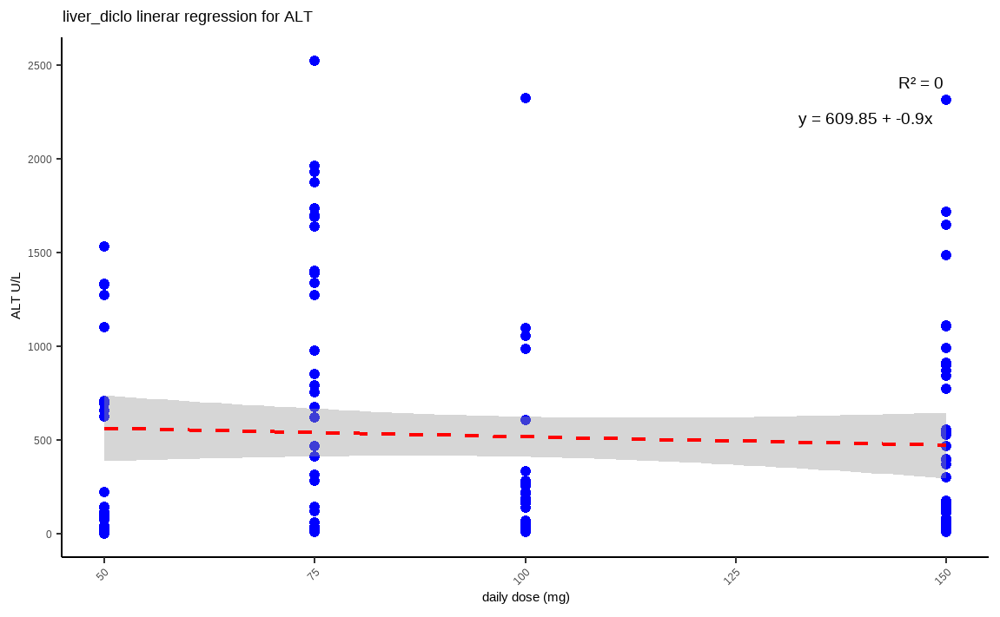 liver_diclo linerar regression for ALT
R² = 0
y = 609.85 + -0.9x
2500
2000
1500
1000
500
0
ALT U/L
50
75
100
125
150
daily dose (mg)